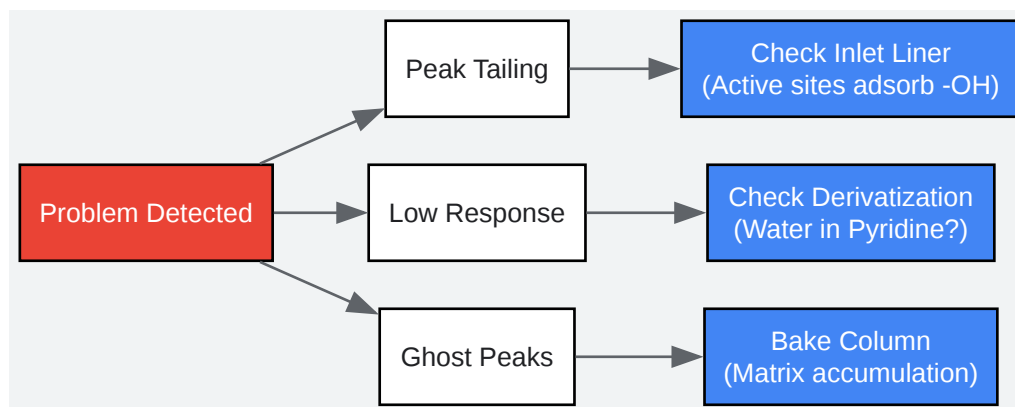 Peak Tailing
Check Inlet Liner
(Active sites adsorb -OH)
Problem Detected
Low Response
Check Derivatization
(Water in Pyridine?)
Ghost Peaks
Bake Column
(Matrix accumulation)